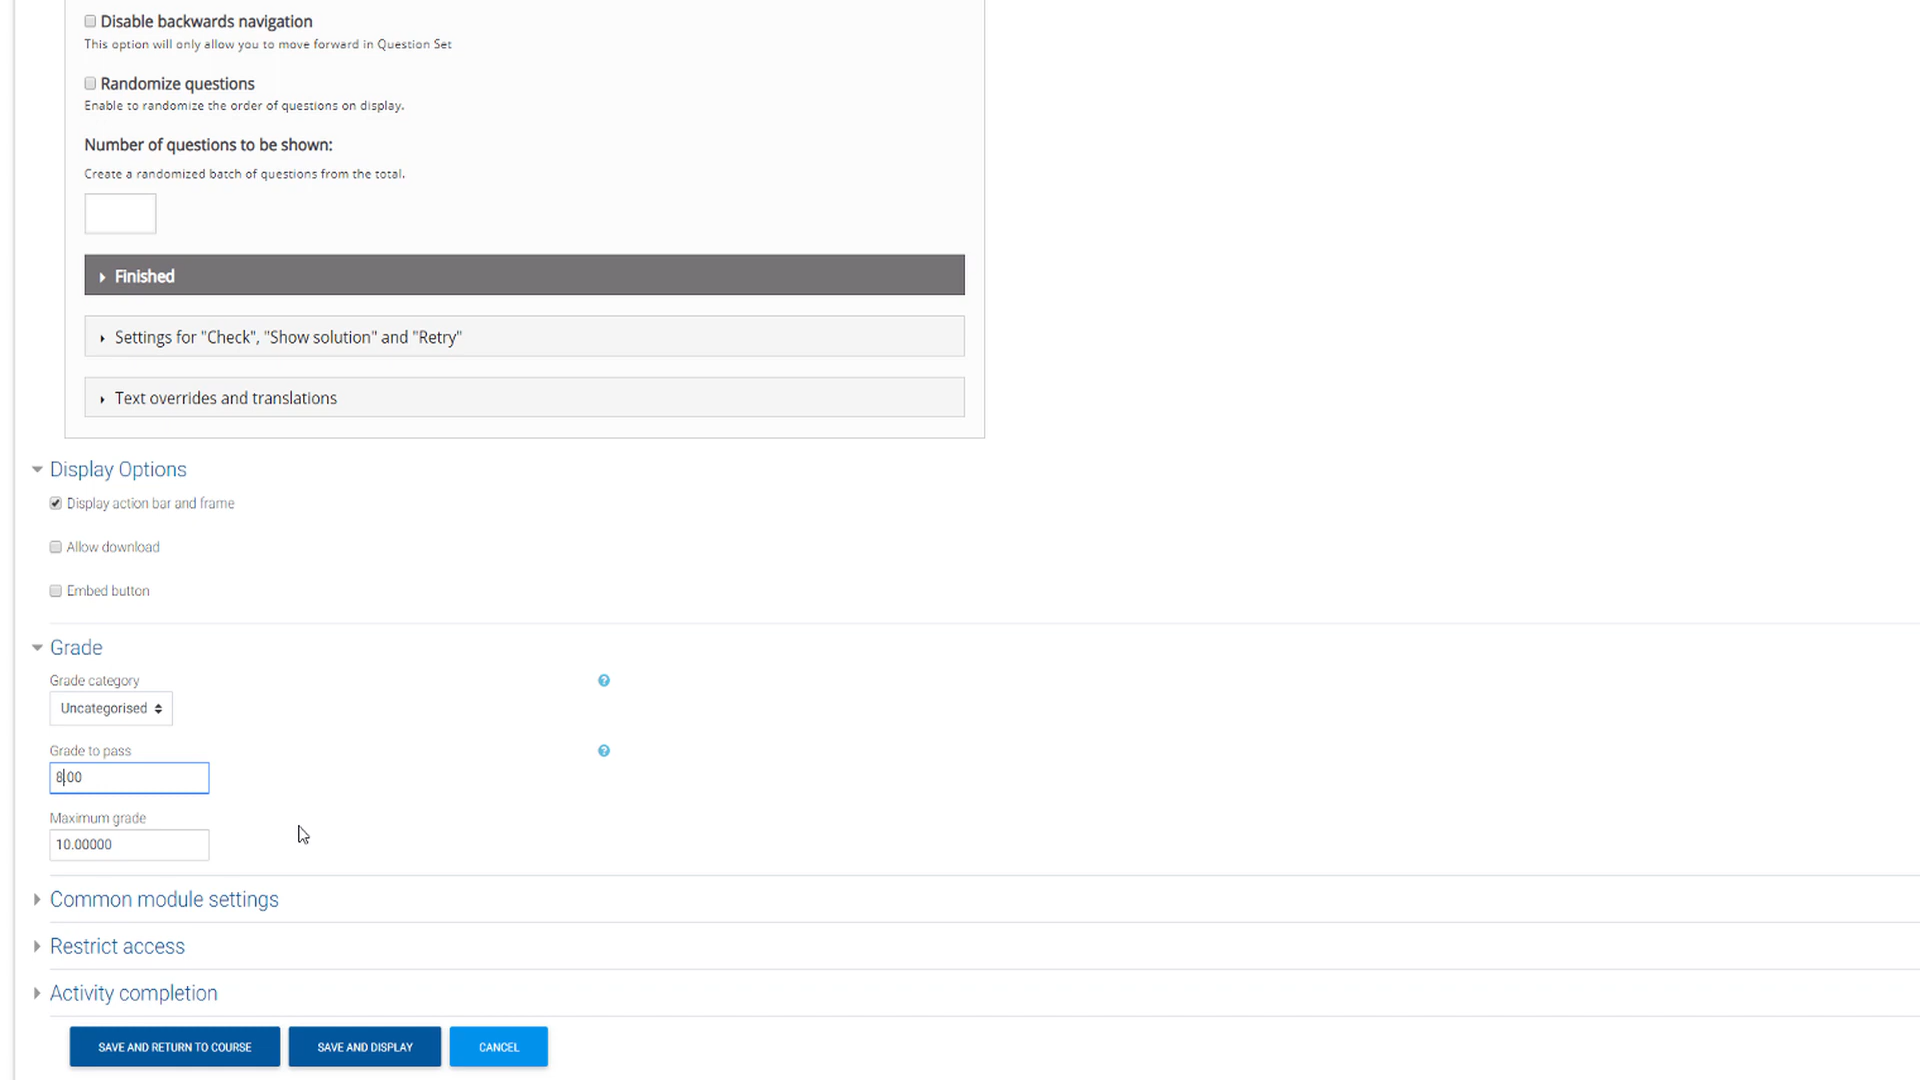 Disable backwards navigation
This option will only allow you to move forward in Question Set
Randomize questions
Enable to randomize the order of questions on display.
Number of questions to be shown:
Create a randomized batch of questions from the total.
Finished
Settings for "Check", "Show solution" and "Retry"
Text overrides and translations
Display Options
Display action bar and frame
Allow download
Embed button
Grade
Grade category
Uncategorised
Grade to pass
8.00
Maximum grade
10.00000
Common module settings
Restrict access
Activity completion
SAVE AND RETURN TO COURSE SAVE AND DISPLAY CANCEL